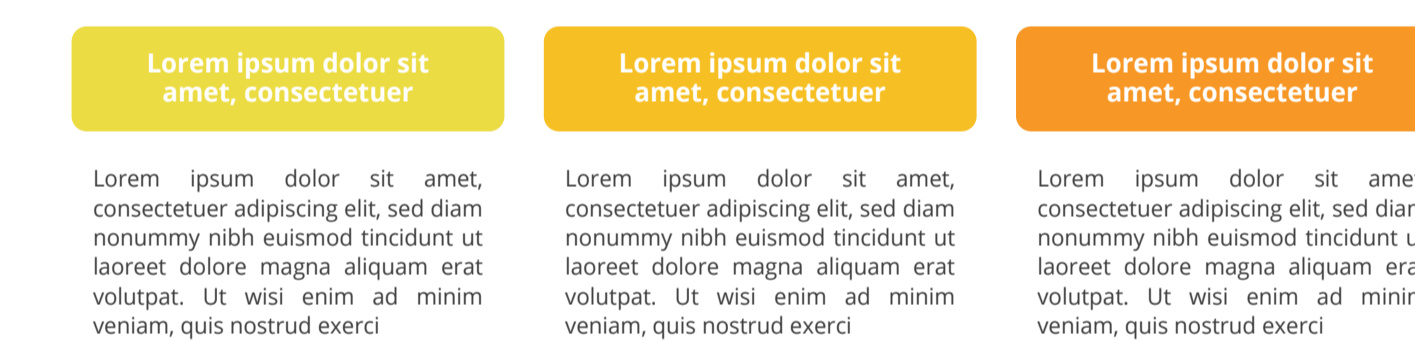 Lorem ipsum dolor sit
amet, consectetuer
Lorem ipsum dolor sit amet,
consectetuer adipiscing elit, sed diam
nonummy nibh euismod tincidunt ut
laoreet dolore magna aliquam erat
volutpat. Ut wisi enim ad minim
veniam, quis nostrud exerci
Lorem ipsum dolor sit
amet, consectetuer
Lorem ipsum dolor sit amet,
consectetuer adipiscing elit, sed diam
nonummy nibh euismod tincidunt ut
laoreet dolore magna aliquam erat
volutpat. Ut wisi enim ad minim
veniam, quis nostrud exerci
Lorem ipsum dolor sit
amet, consectetuer
Lorem ipsum dolor sit
consectetuer adipiscing elit, sed
nonummy nibh euismod tincidunt
laoreet dolore magna aliquam
volutpat. Ut wisi enim ad
veniam, quis nostrud exerci